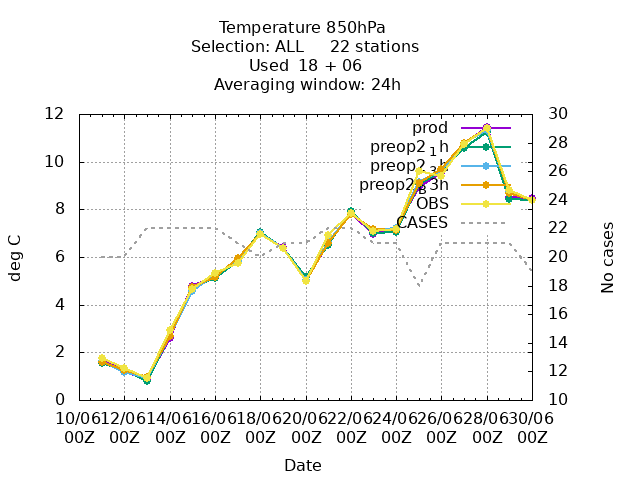 Temperature 850hPa
Selection: ALL 22 stations
Used 18 + 06
Averaging window: 24h
12
10
8
6
4
2
0
deg C
30
28
26
24
22
20
18
16
14
12
10
No cases
prod
preop2_1h
preop2_3h
preop2_B3h
OBS
CASES
10/06 12/06 14/06 16/06 18/06 20/06 22/06 24/06 26/06 28/06 30/06
00Z 00Z 00Z 00Z 00Z 00Z 00Z 00Z 00Z 00Z 00Z
Date